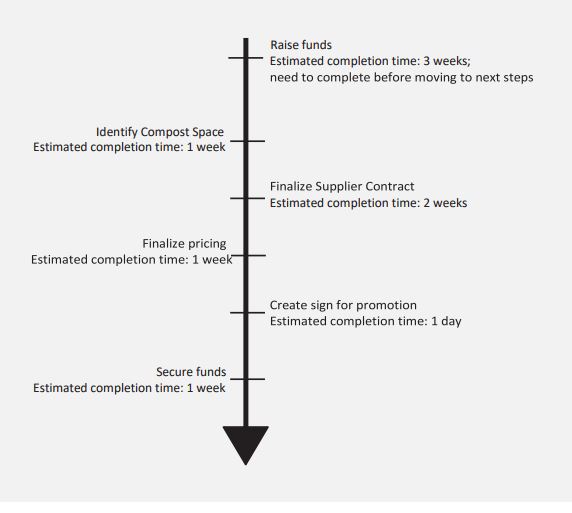 Raise funds
Estimated completion time: 3 weeks;
need to complete before moving to next steps
Identify Compost Space
Estimated completion time: 1 week
Finalize Supplier Contract
Estimated completion time: 2 weeks
Finalize pricing
Estimated completion time: 1 week
Create sign for promotion
Estimated completion time: 1 day
Secure funds
Estimated completion time: 1 week